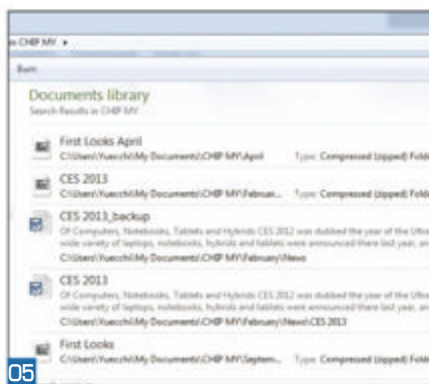 in CHIP MY ▸
Burn
Documents library
Search Results in CHIP MY
First Looks April
C:\Users\Yuecchi\My Documents\CHIP MY\April Type: Compressed (zipped) Folde
CES 2013
C:\Users\Yuecchi\My Documents\CHIP MY\Februar... Type: Compressed (zipped) Folde
CES 2013_backup
Of Computers, Notebooks, Tablets and Hybrids CES 2012 was dubbed the year of the Ultra
wide variety of laptops, notebooks, hybrids and tablets were announced there last year, an
C:\Users\Yuecchi\My Documents\CHIP MY\February\News
CES 2013
Of Computers, Notebooks, Tablets and Hybrids CES 2012 was dubbed the year of the Ultra
wide variety of laptops, notebooks, hybrids and tablets were announced there last year, an
C:\Users\Yuecchi\My Documents\CHIP MY\February\News\CES 2013
First Looks
C:\Users\Yuecchi\My Documents\CHIP MY\Septem... Type: Compressed (zipped) Folde
05